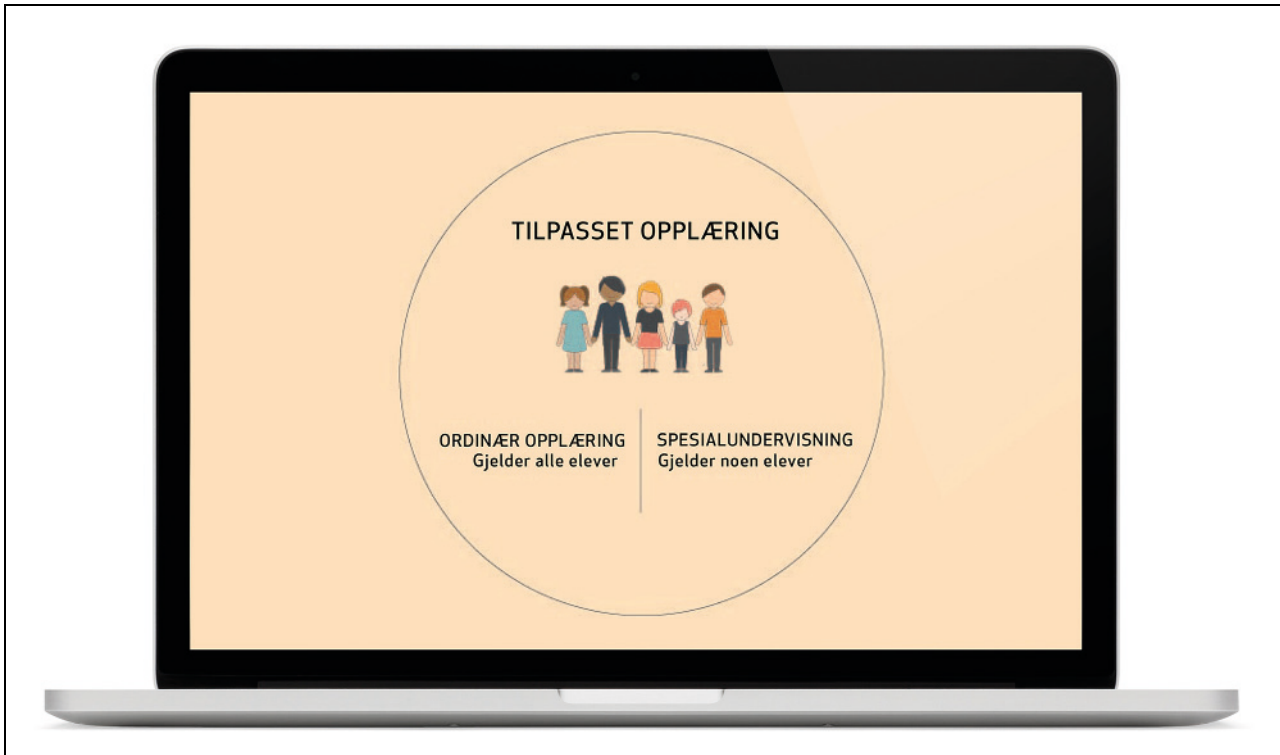 TILPASSET OPPLÆRING
ORDINÆR OPPLÆRING
Gjelder alle elever
SPESIALUNDERVISNING
Gjelder noen elever